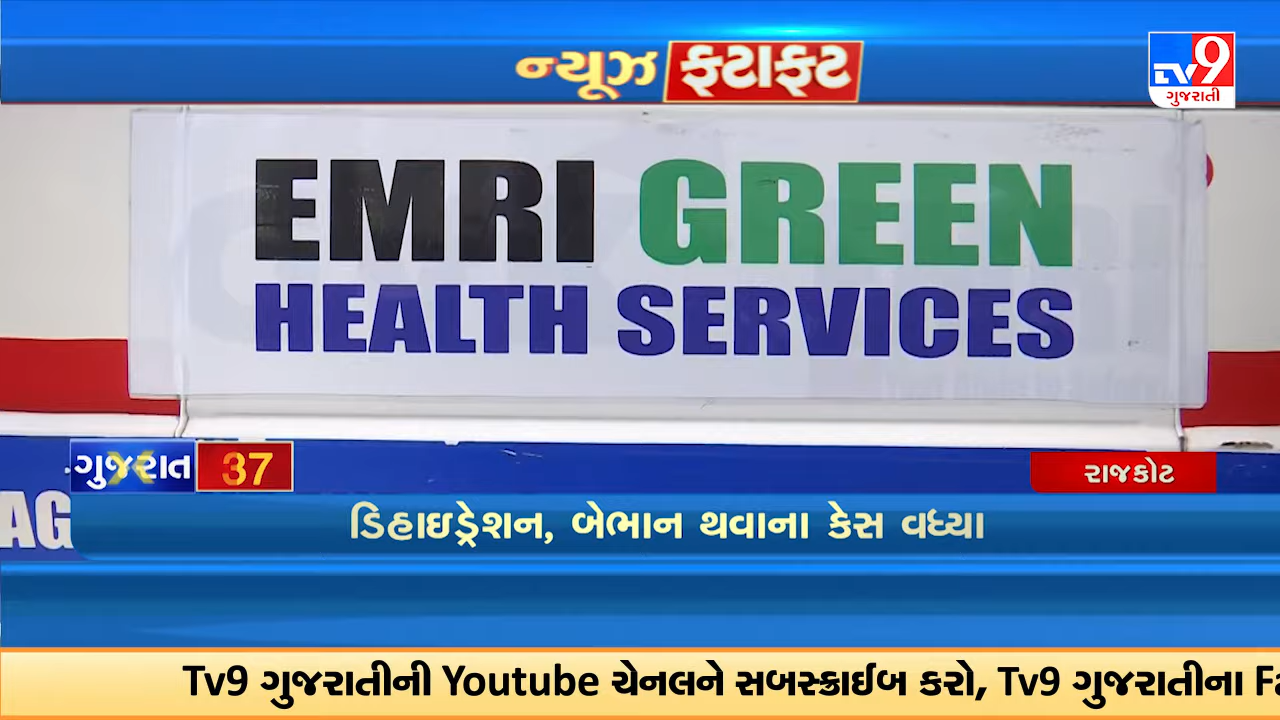 ન્યૂઝ ફટાફટ
TV9
ગુજરાતી
EMRI GREEN
HEALTH SERVICES
ગુજરાત 37
રાજકોટ
AG
ડિહાઇડ્રેશન, બેભાન થવાના કેસ વધ્યા
Tv9 ગુજરાતીની Youtube ચેનલને સબસ્ક્રાઈબ કરો, Tv9 ગુજરાતીના